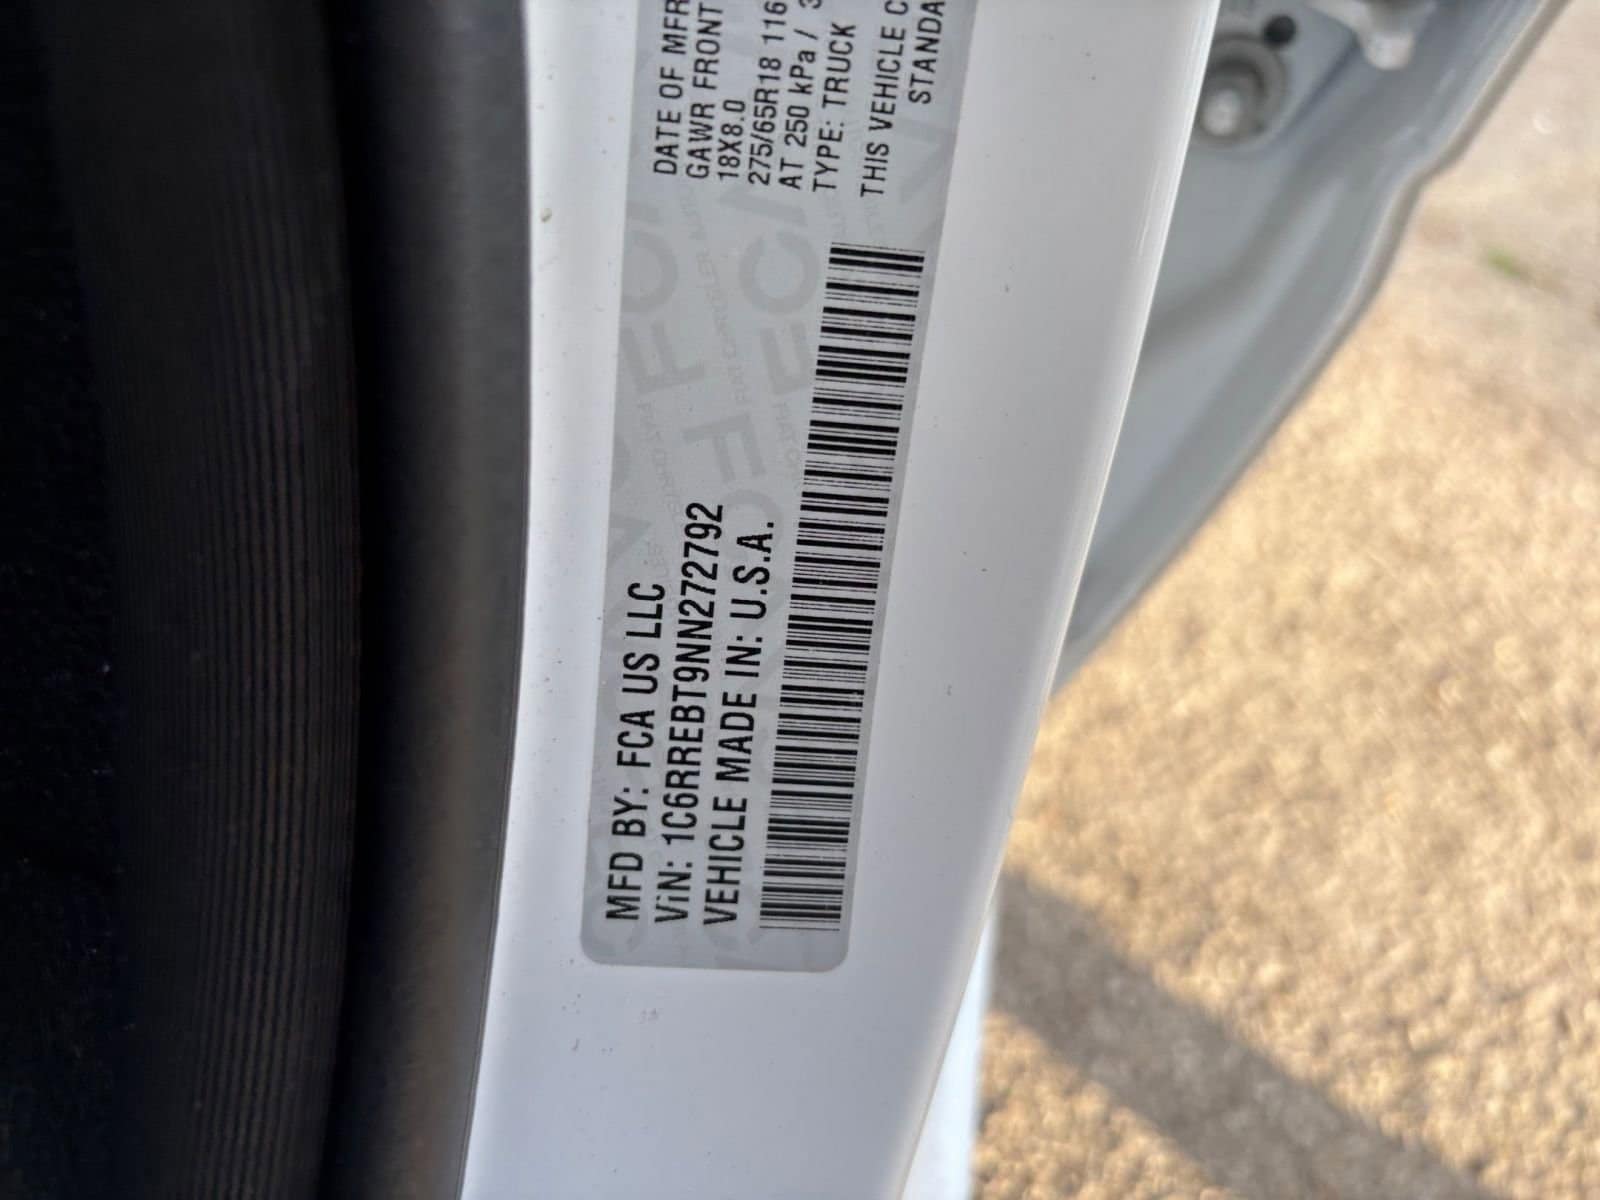 MFD BY: FCA US LLC
ViN: 1C6RREBT9NN272792
VEHICLE MADE IN: U.S.A.
DATE OF MFR
GAWR FRONT
18X8.0
275/65R18 116
AT 250 kPa / 3
TYPE: TRUCK
THIS VEHICLE C
STANDA